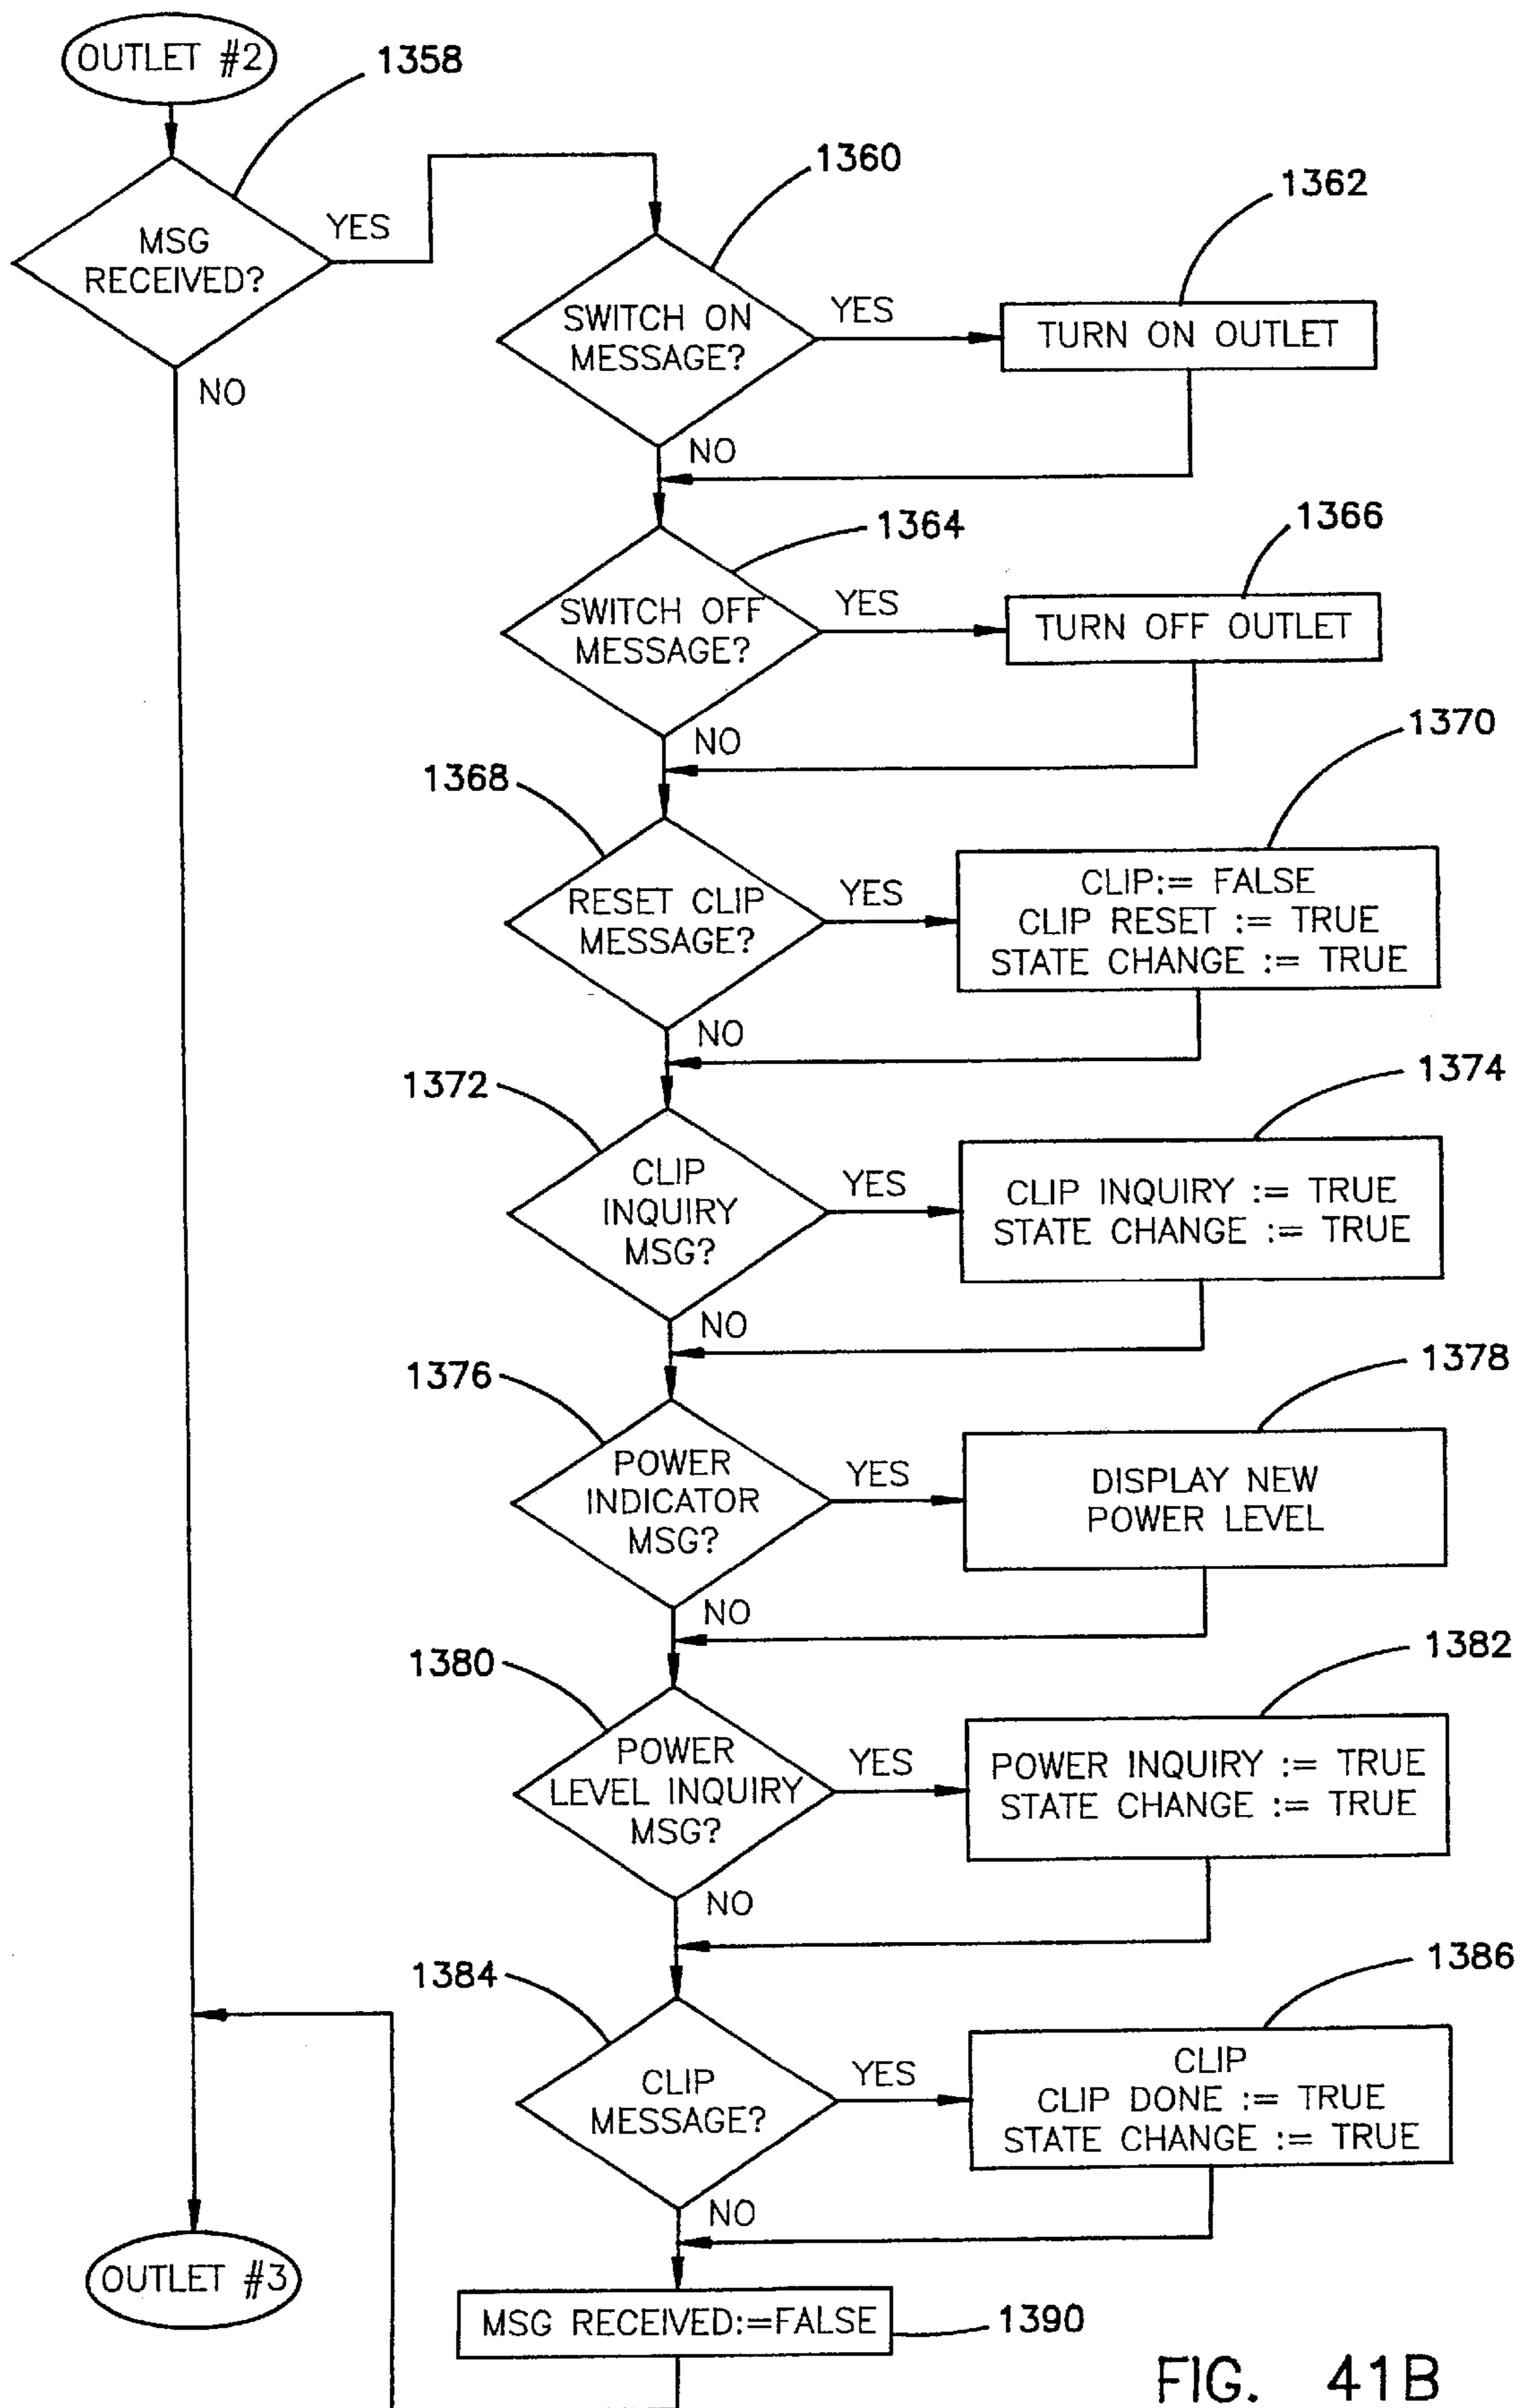 OUTLET #2
1358
MSG
RECEIVED?
YES
NO
1360
SWITCH ON
MESSAGE?
YES
NO
1362
TURN ON OUTLET
1364
SWITCH OFF
MESSAGE?
YES
NO
1366
TURN OFF OUTLET
1368
RESET CLIP
MESSAGE?
YES
NO
1370
CLIP:= FALSE
CLIP RESET := TRUE
STATE CHANGE := TRUE
1372
CLIP
INQUIRY
MSG?
YES
NO
1374
CLIP INQUIRY := TRUE
STATE CHANGE := TRUE
1376
POWER
INDICATOR
MSG?
YES
NO
1378
DISPLAY NEW
POWER LEVEL
1380
POWER
LEVEL INQUIRY
MSG?
YES
NO
1382
POWER INQUIRY := TRUE
STATE CHANGE := TRUE
1384
CLIP
MESSAGE?
YES
NO
1386
CLIP
CLIP DONE := TRUE
STATE CHANGE := TRUE
OUTLET #3
MSG RECEIVED:=FALSE
1390
FIG. 41B